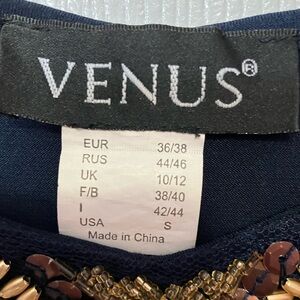 VENUS®
EUR 36/38
RUS 44/46
UK 10/12
F/B 38/40
I 42/44
USA S
Made in China